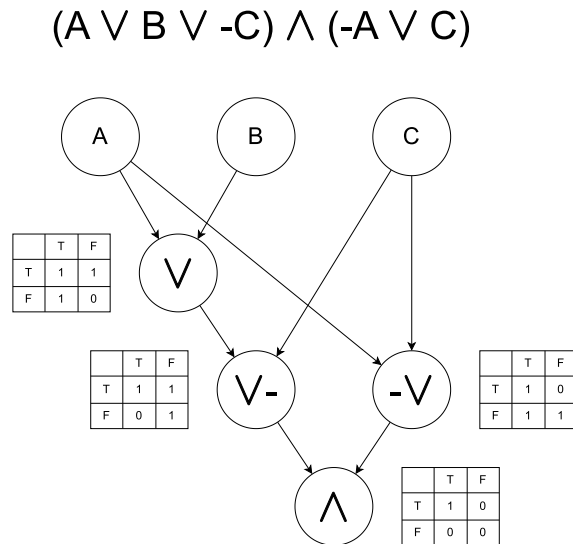 (A ∨ B ∨ -C) ∧ (-A ∨ C)
A B C
T F
T 1 1
F 1 0
∨
T F
T 1 1
F 0 1
∨-
-∨
T F
T 1 0
F 1 1
∧
T F
T 1 0
F 0 0